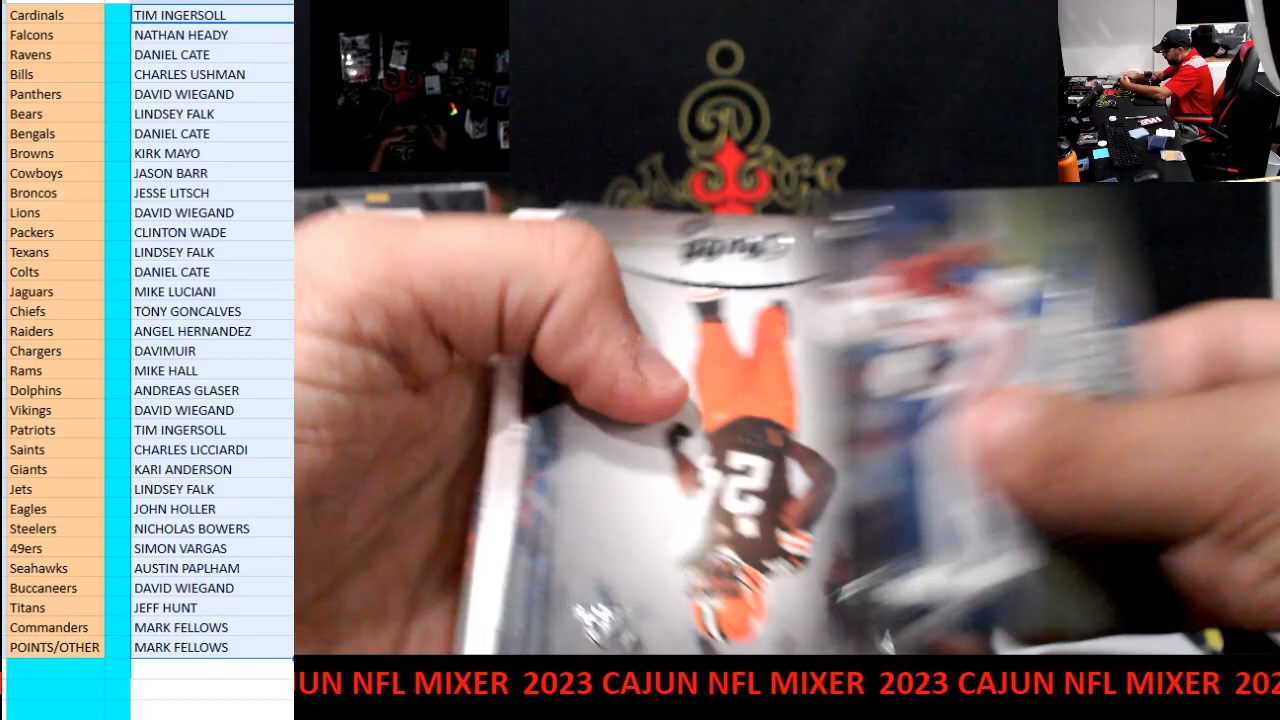 Cardinals TIM INGERSOLL
Falcons NATHAN HEADY
Ravens DANIEL CATE
Bills CHARLES USHMAN
Panthers DAVID WIEGAND
Bears LINDSEY FALK
Bengals DANIEL CATE
Browns KIRK MAYO
Cowboys JASON BARR
Broncos JESSE LITSCH
Lions DAVID WIEGAND
Packers CLINTON WADE
Texans LINDSEY FALK
Colts DANIEL CATE
Jaguars MIKE LUCIANI
Chiefs TONY GONCALVES
Raiders ANGEL HERNANDEZ
Chargers DAVIMUIR
Rams MIKE HALL
Dolphins ANDREAS GLASER
Vikings DAVID WIEGAND
Patriots TIM INGERSOLL
Saints CHARLES LICCIARDI
Giants KARI ANDERSON
Jets LINDSEY FALK
Eagles JOHN HOLLER
Steelers NICHOLAS BOWERS
49ers SIMON VARGAS
Seahawks AUSTIN PAPLHAM
Buccaneers DAVID WIEGAND
Titans JEFF HUNT
Commanders MARK FELLOWS
POINTS/OTHER MARK FELLOWS
2
JUN NFL MIXER 2023 CAJUN NFL MIXER 2023 CAJUN NFL MIXER 202